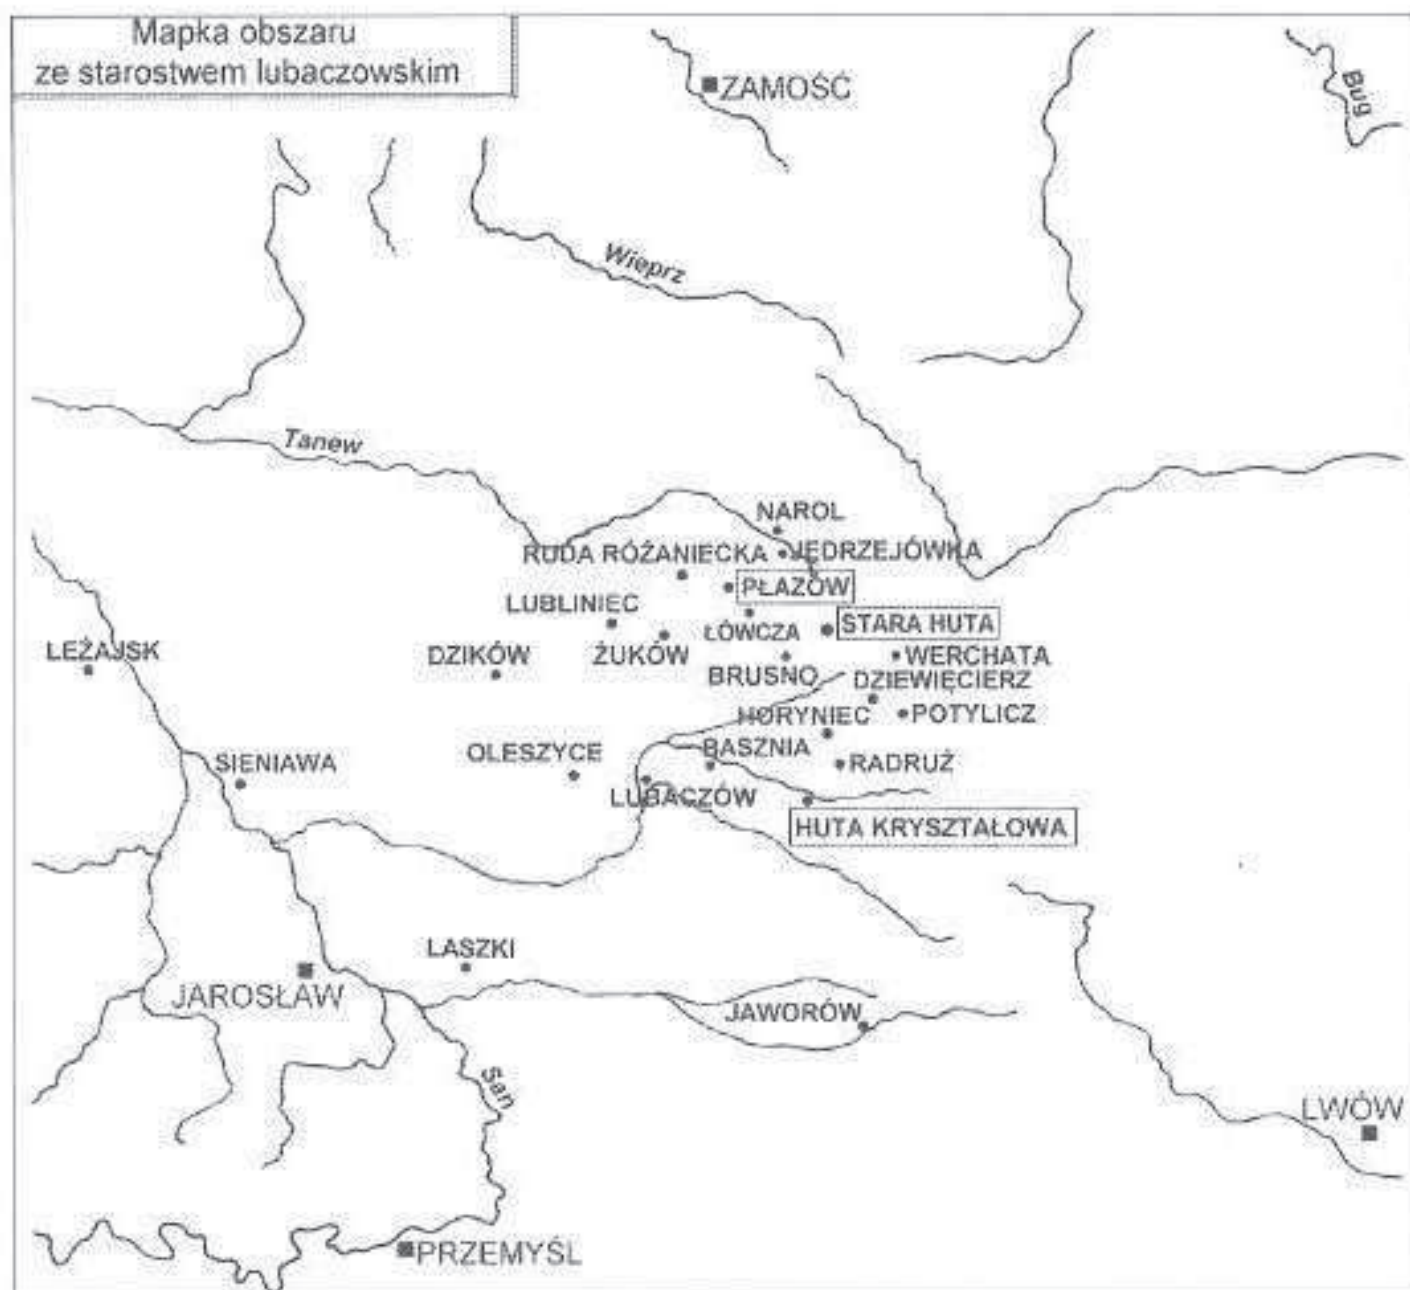 Mapka obszaru
ze starostwem lubaczowskim
ZAMOŚĆ
Bug
Wieprz
Tanew
NAROL
RUDA RÓŻANIECKA
JĘDRZEJÓWKA
PŁAZÓW
LUBLINIEC
ŁÓWCZA
STARA HUTA
LEŻAJSK
DZIKÓW
ŻUKÓW
WERCHATA
BRUSNO
DZIEWIĘCIERZ
HORYNIEC
POTYLICZ
SIENIAWA
OLESZYCE
BASZNIA
RADRUŻ
LUBACZÓW
HUTA KRYSZTAŁOWA
LASZKI
JAROSŁAW
JAWORÓW
San
LWÓW
PRZEMYŚL